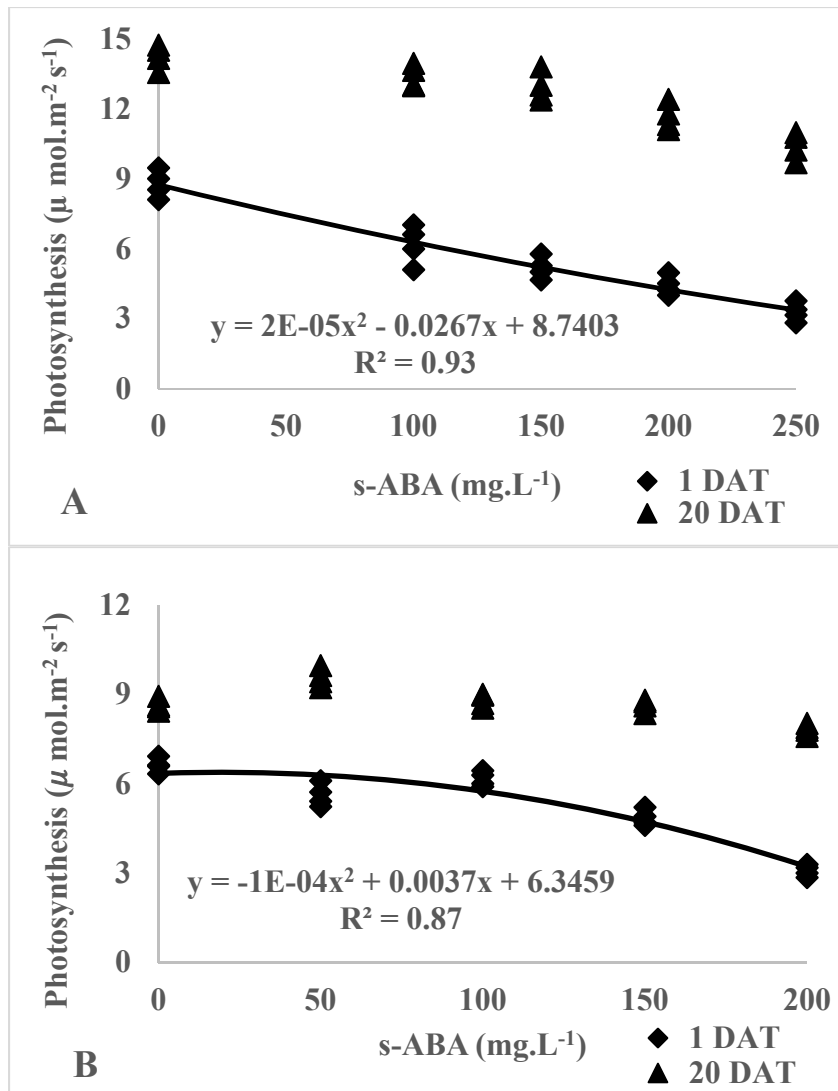 Photosynthesis (µ mol.m-2 s-1)
15
12
9
6
3
0
y = 2E-05x² - 0.0267x + 8.7403
R² = 0.93
0 50 100 150 200 250
s-ABA (mg.L-1)
1 DAT
20 DAT
A
Photosynthesis (µ mol.m-2 s-1)
12
9
6
3
0
y = -1E-04x² + 0.0037x + 6.3459
R² = 0.87
0 50 100 150 200
s-ABA (mg.L-1)
1 DAT
20 DAT
B